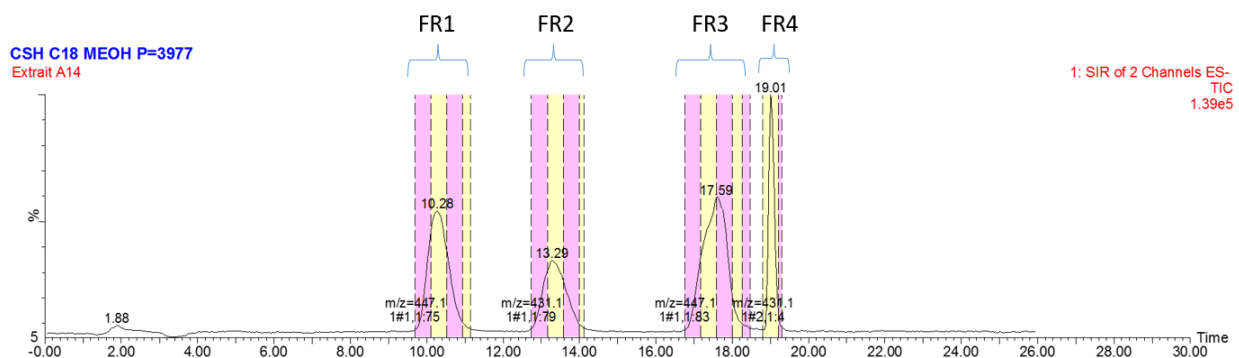 FR1 FR2 FR3 FR4
CSH C18 MEOH P=3977
Extrait A14
1: SIR of 2 Channels ES-
TIC
1.39e5
19.01
17.59
10.28
%
13.29
m/z=447.1 m/z=431.1 m/z=447.1 m/z=431.1
1#1,1:75 1#1,1:79 1#1,1:83 1#2,1:4
1.88
5
Time
-0.00 2.00 4.00 6.00 8.00 10.00 12.00 14.00 16.00 18.00 20.00 22.00 24.00 26.00 28.00 30.00